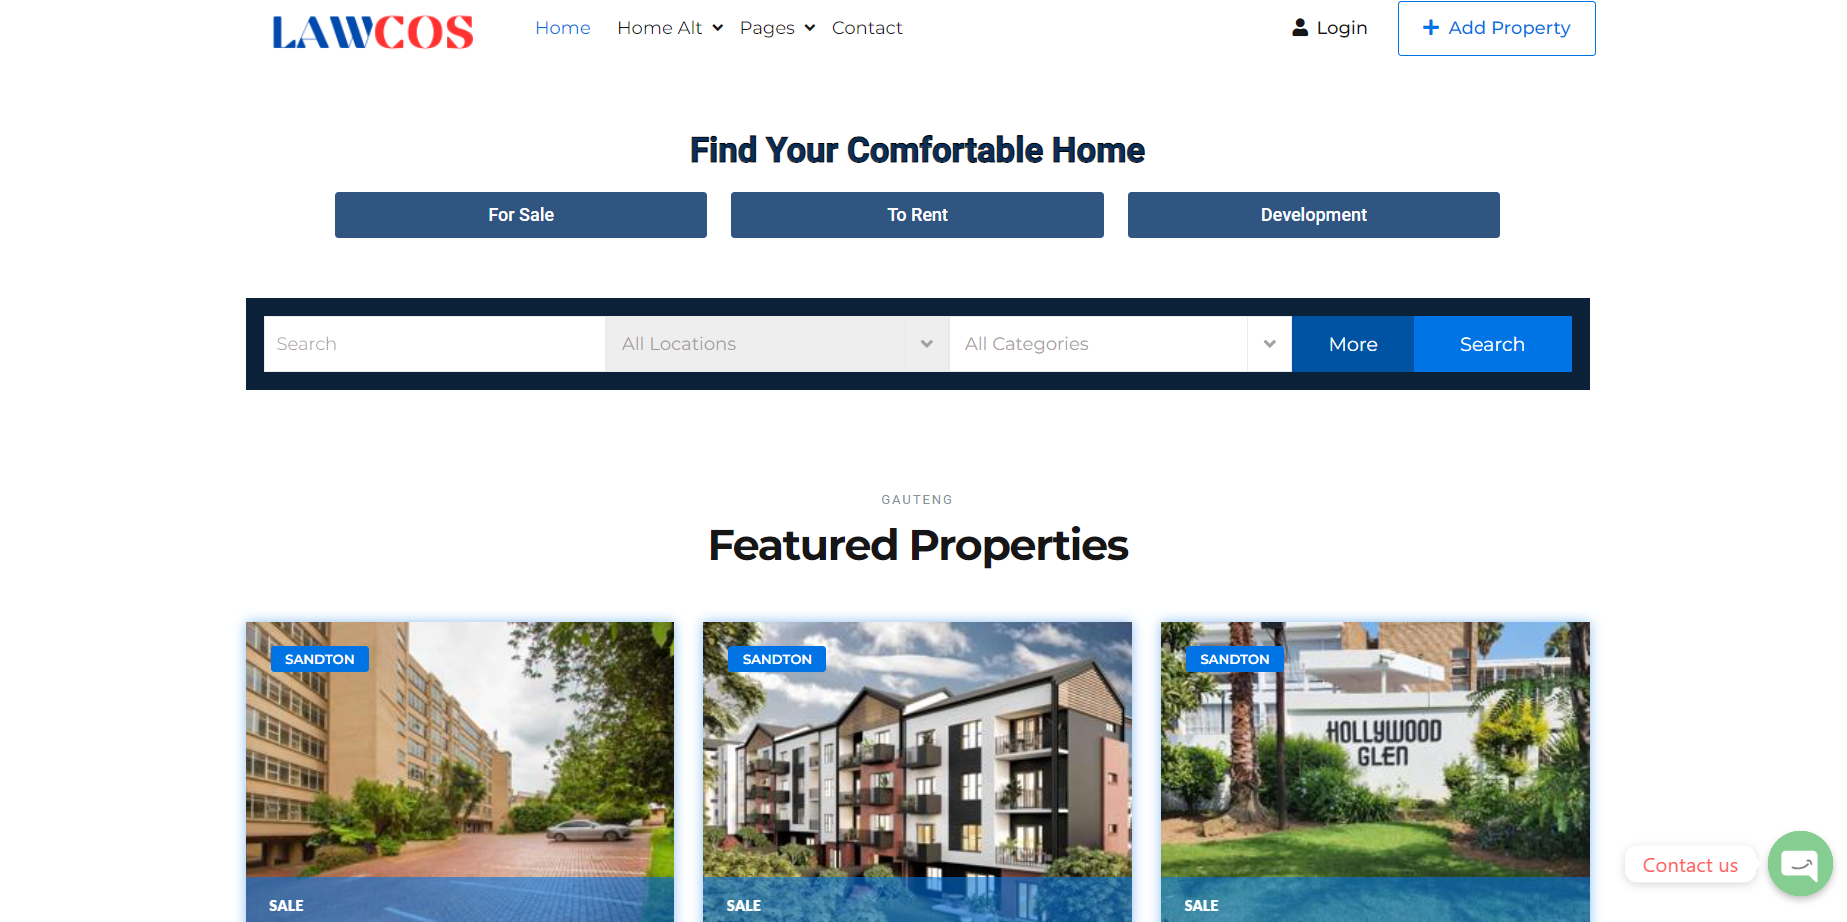 LAWCOS
Home Home Alt Pages Contact
Login
Add Property
Find Your Comfortable Home
For Sale
To Rent
Development
Search
All Locations
All Categories
More
Search
GAUTENG
Featured Properties
SANDTON
SALE
SANDTON
SALE
SANDTON
HOLLYWOOD
GLEN
SALE
Contact us